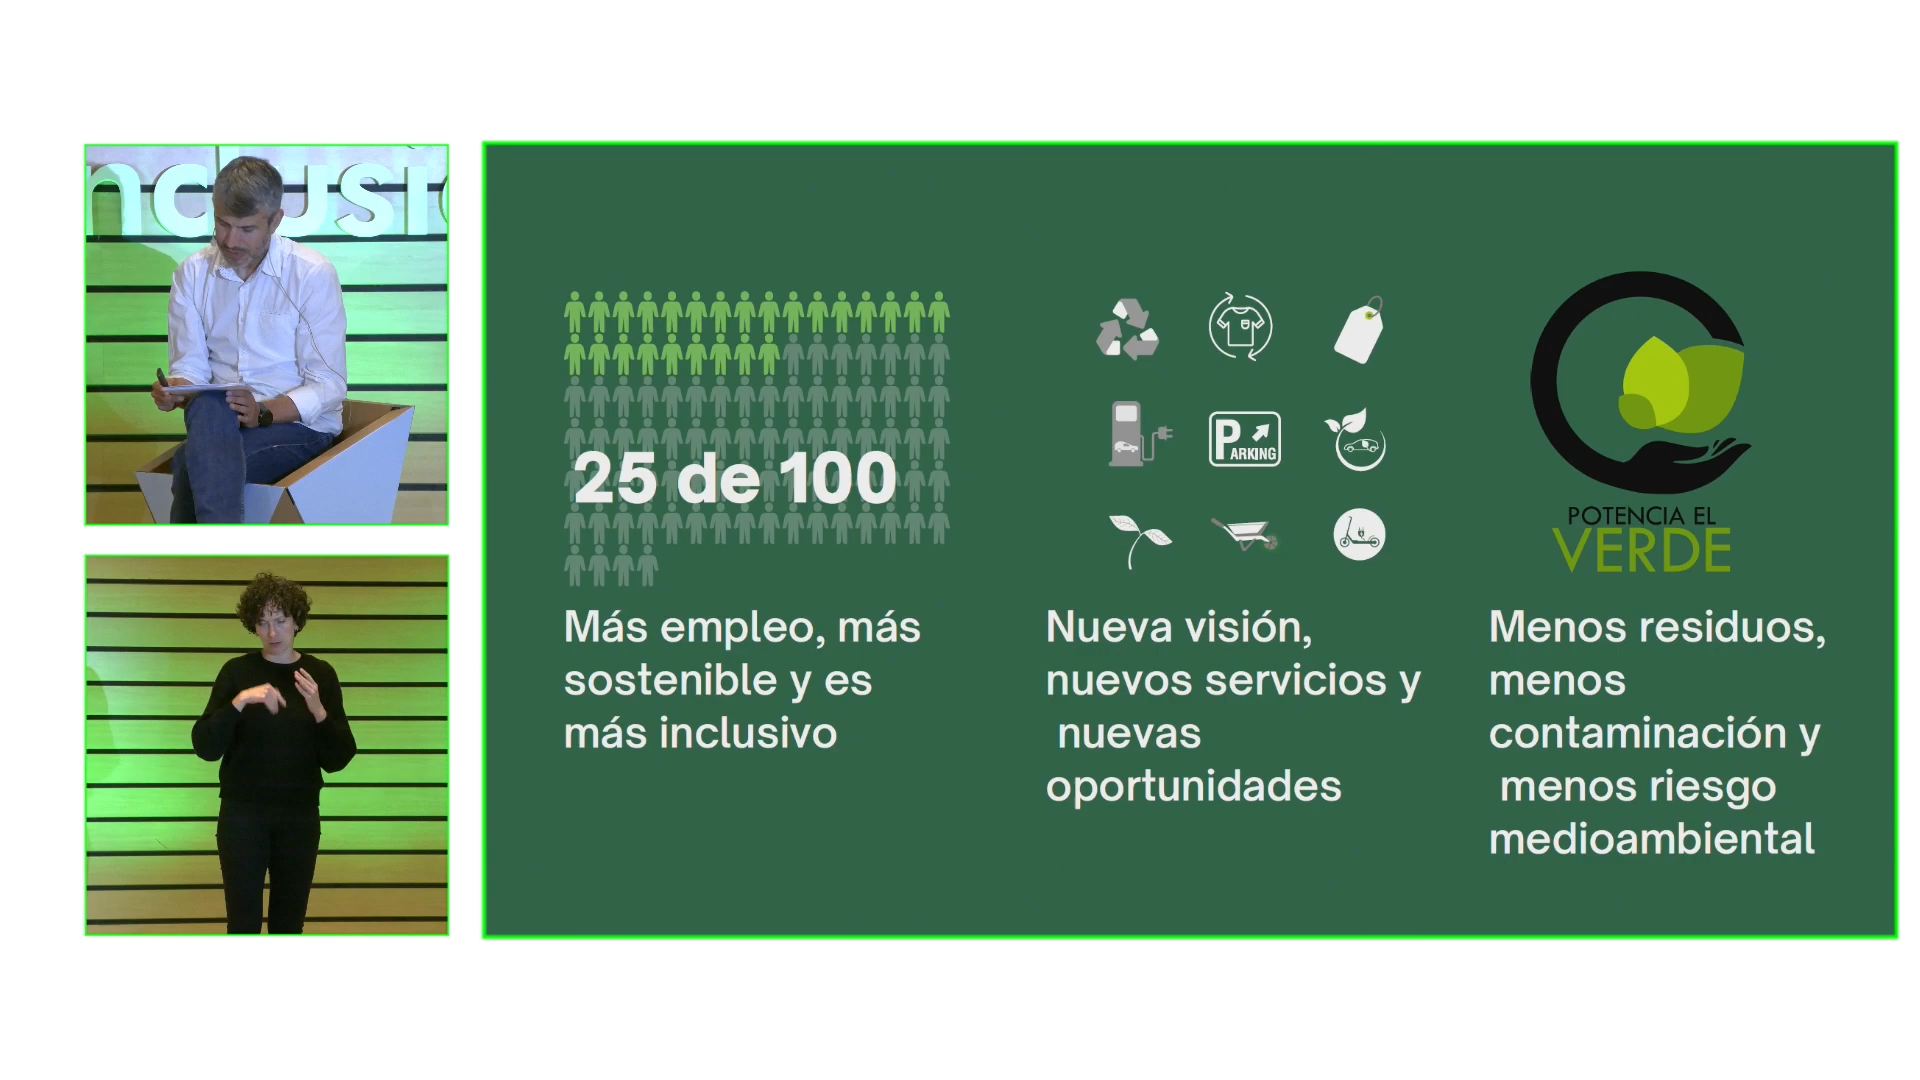 nclusi
25 de 100
Más empleo, más
sostenible y es
más inclusivo
PARKING
Nueva visión,
nuevos servicios y
nuevas
oportunidades
POTENCIA EL
VERDE
Menos residuos,
menos
contaminación y
menos riesgo
medioambiental